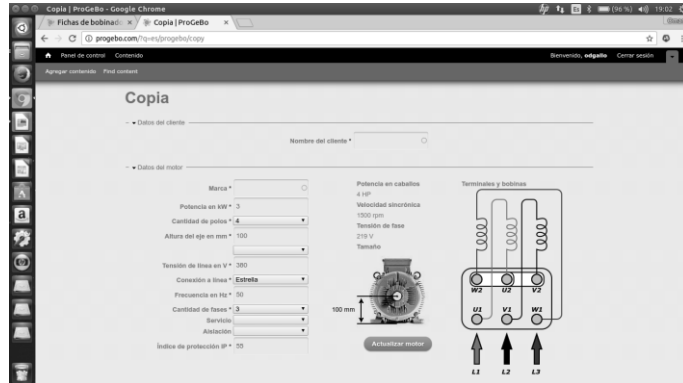 Copia | ProGeBo - Google Chrome
Es (96 %) 19:02
Fichas de bobinado × Copia | ProGeBo ×
progebo.com/?q=es/progebo/copy
Panel de control Contenido Bienvenido, odgallo Cerrar sesión
Agregar contenido Find content
Copia
Datos del cliente
Nombre del cliente *
Datos del motor
Marca *
Potencia en kW * 3
Cantidad de polos * 4
Altura del eje en mm * 100
Tensión de línea en V * 380
Conexión a línea * Estrella
Frecuencia en Hz * 50
Cantidad de fases * 3
Servicio
Aislación
Índice de protección IP * 55
Potencia en caballos
4 HP
Velocidad sincrónica
1500 rpm
Tensión de fase
219 V
Tamaño
100 mm
Actualizar motor
Terminales y bobinas
W2 U2 V2
U1 V1 W1
L1 L2 L3